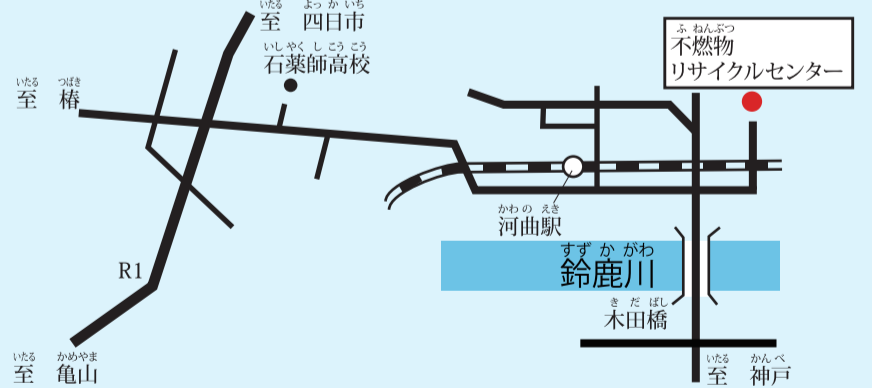 いたる よっ か いち
至 四日市
いし やく し こう こう
石薬師高校
ふ ねんぶつ
不燃物
リサイクルセンター
いたる つばき
至 椿
かわ の えき
河曲駅
すず か がわ
鈴鹿川
R1
き だ ばし
木田橋
いたる かめやま
至 亀山
いたる かん べ
至 神戸